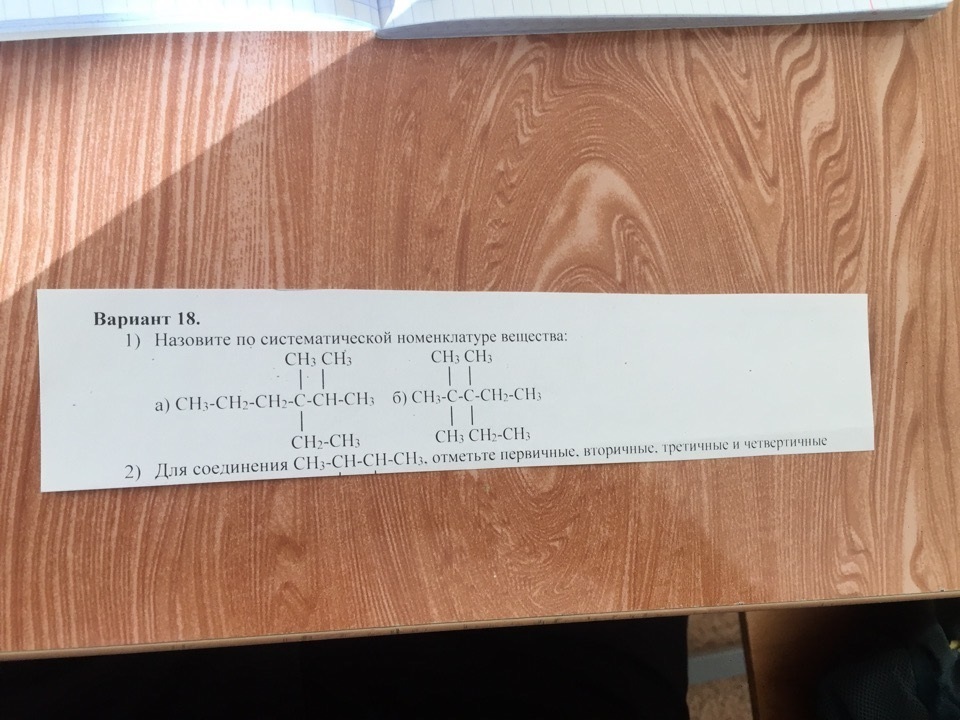 Вариант 18.
1) Назовите по систематической номенклатуре вещества:
CH3 CH3 CH3 CH3
| | | |
а) CH3-CH2-CH2-C-CH-CH3 б) CH3-C-C-CH2-CH3
| | |
CH2-CH3 CH3 CH2-CH3
2) Для соединения CH3-CH-CH-CH3, отметьте первичные, вторичные, третичные и четвертичные